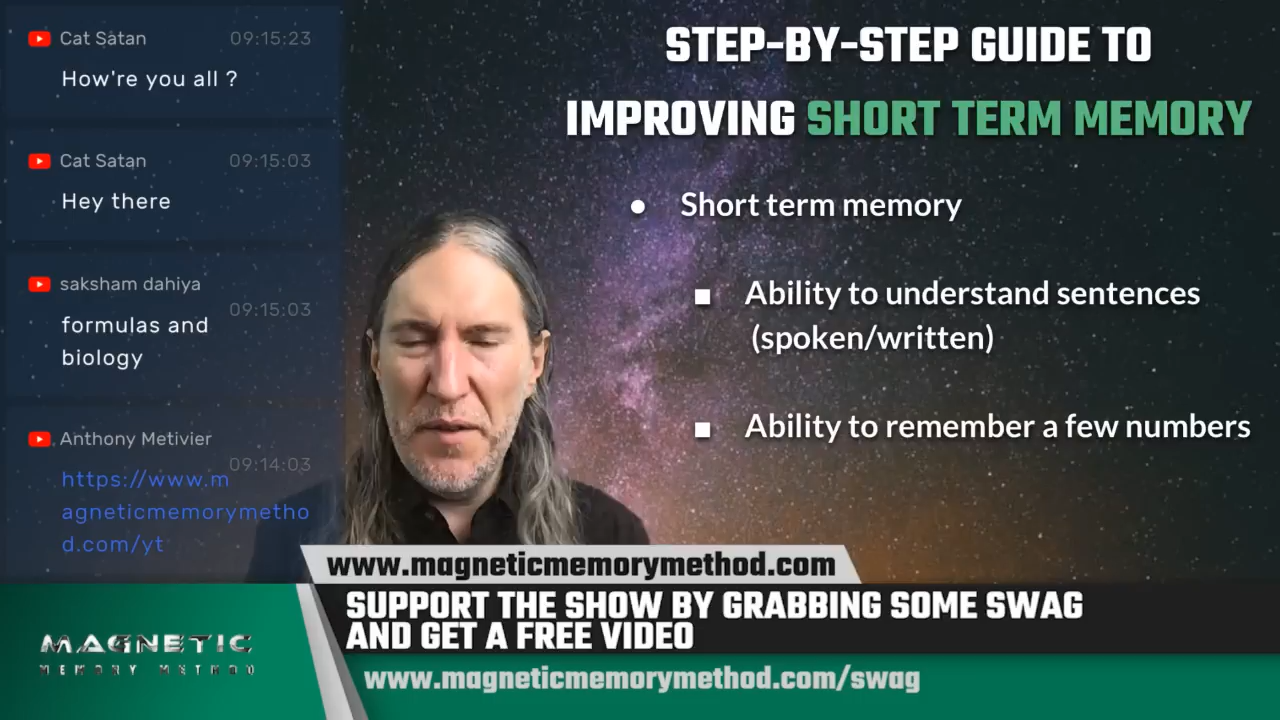 Cat Satan
09:15:23
How're you all ?
Cat Satan
09:15:03
Hey there
saksham dahiya
09:15:03
formulas and
biology
Anthony Metivier
09:14:03
https://www.m
agneticmemorymetho
d.com/yt
STEP-BY-STEP GUIDE TO
IMPROVING SHORT TERM MEMORY
● Short term memory
■ Ability to understand sentences
(spoken/written)
■ Ability to remember a few numbers
www.magneticmemorymethod.com
SUPPORT THE SHOW BY GRABBING SOME SWAG
AND GET A FREE VIDEO
www.magneticmemorymethod.com/swag
MAGNETIC
MEMORY METHOD